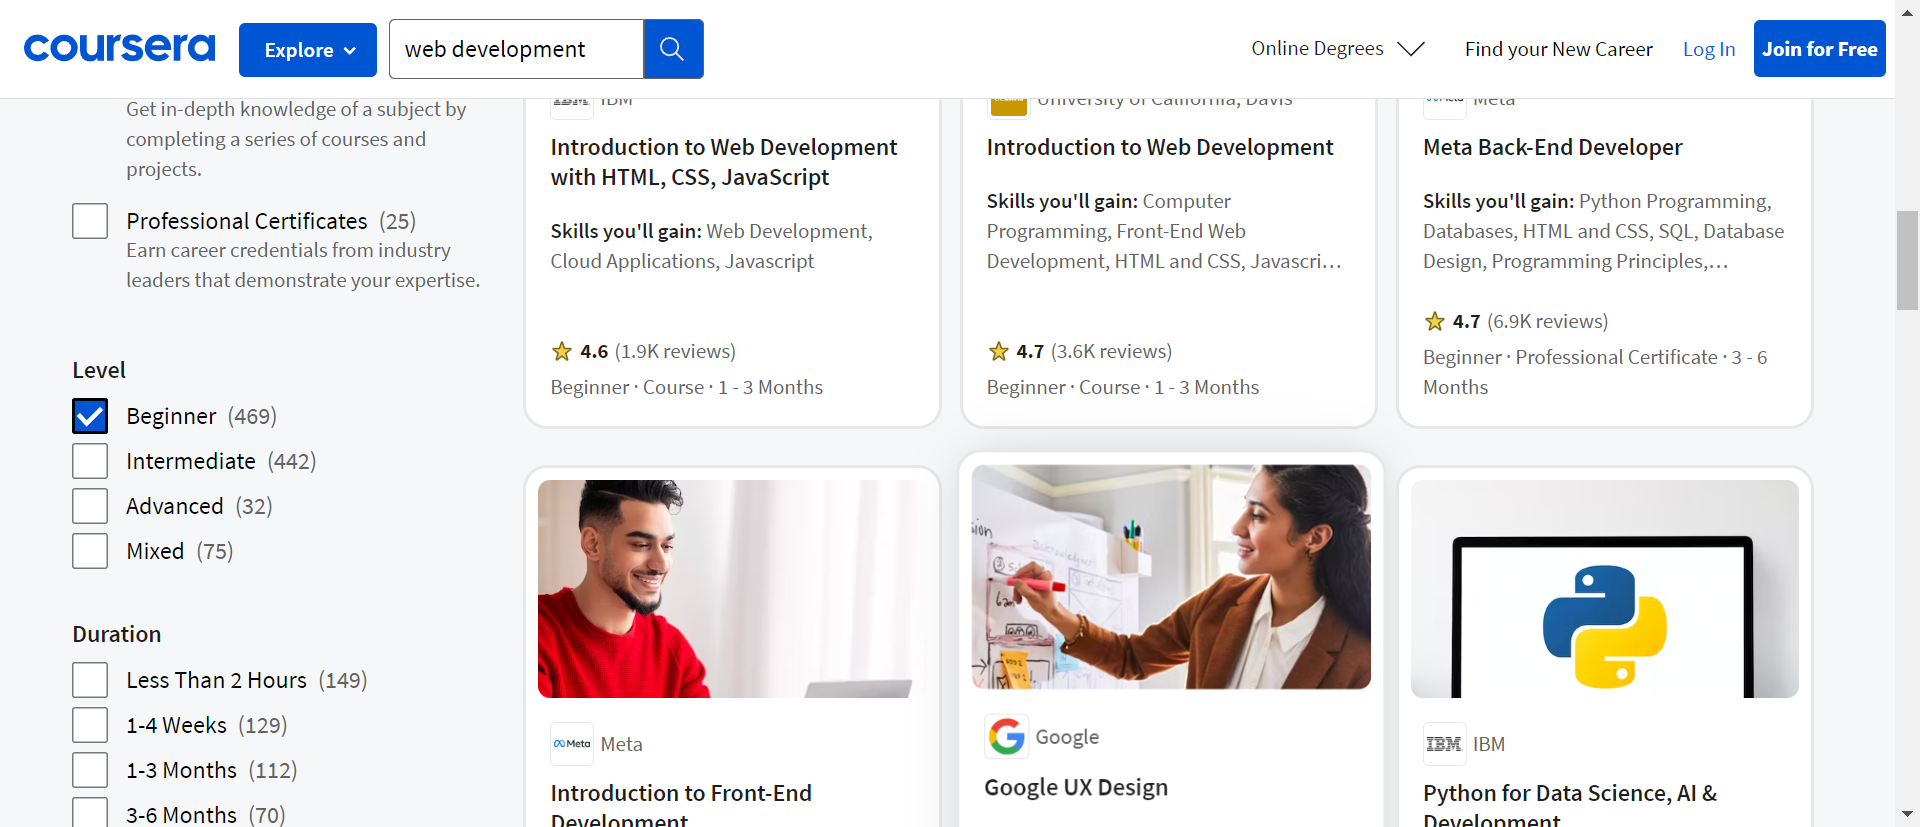 coursera
Explore
web development
Online Degrees
Find your New Career
Log In
Join for Free
Get in-depth knowledge of a subject by
completing a series of courses and
projects.
Professional Certificates (25)
Earn career credentials from industry
leaders that demonstrate your expertise.
Level
Beginner (469)
Intermediate (442)
Advanced (32)
Mixed (75)
Duration
Less Than 2 Hours (149)
1-4 Weeks (129)
1-3 Months (112)
3-6 Months (70)
IBM IBM
Introduction to Web Development
with HTML, CSS, JavaScript
Skills you'll gain: Web Development,
Cloud Applications, Javascript
4.6 (1.9K reviews)
Beginner · Course · 1 - 3 Months
University of California, Davis
Introduction to Web Development
Skills you'll gain: Computer
Programming, Front-End Web
Development, HTML and CSS, Javascri...
4.7 (3.6K reviews)
Beginner · Course · 1 - 3 Months
Meta Meta
Meta Back-End Developer
Skills you'll gain: Python Programming,
Databases, HTML and CSS, SQL, Database
Design, Programming Principles,...
4.7 (6.9K reviews)
Beginner · Professional Certificate · 3 - 6
Months
Meta Meta
Introduction to Front-End
Development
Google
Google UX Design
IBM IBM
Python for Data Science, AI &
Development